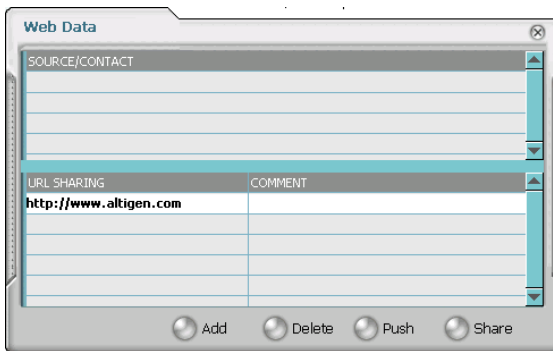 Web Data
SOURCE/CONTACT
URL SHARING COMMENT
http://www.altigen.com
Add Delete Push Share